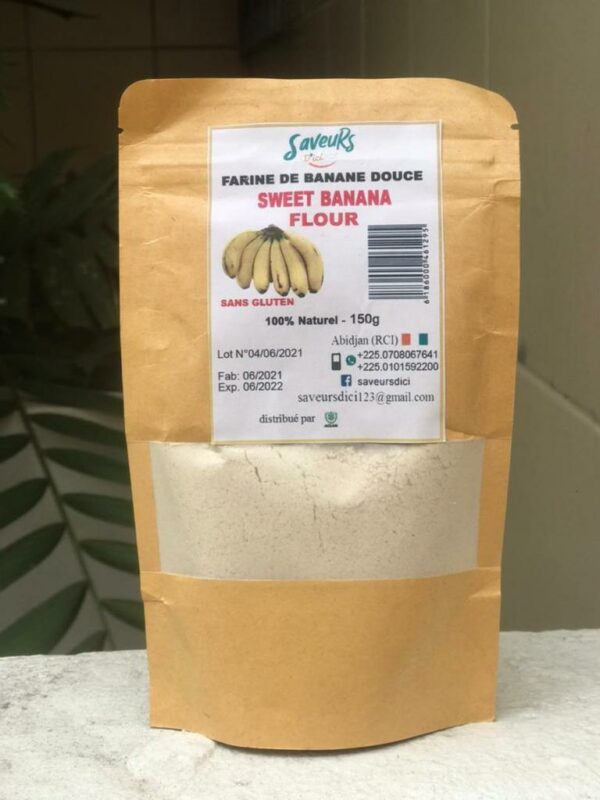 SaveuRs
D'ici
FARINE DE BANANE DOUCE
SWEET BANANA
FLOUR
SANS GLUTEN
6186000461295
100% Naturel - 150g
Abidjan (RCI)
Lot N°04/06/2021
+225.0708067641
+225.0101592200
Fab: 06/2021
Exp. 06/2022
saveursdici
saveursdici123@gmail.com
distribué par